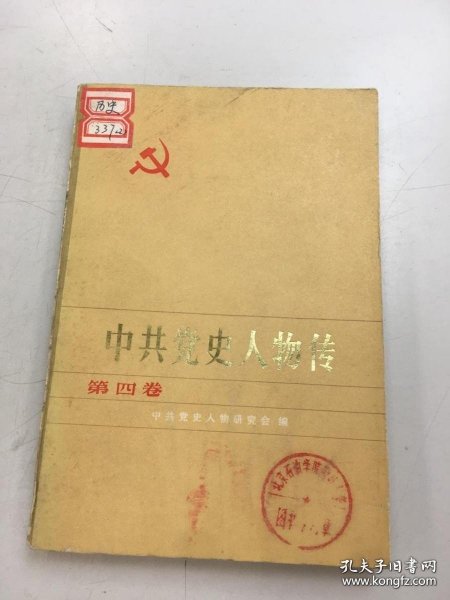 历史
中共党史人物传
第四卷
中共党史人物研究会 编
孔夫子旧书网
www.kongfz.com